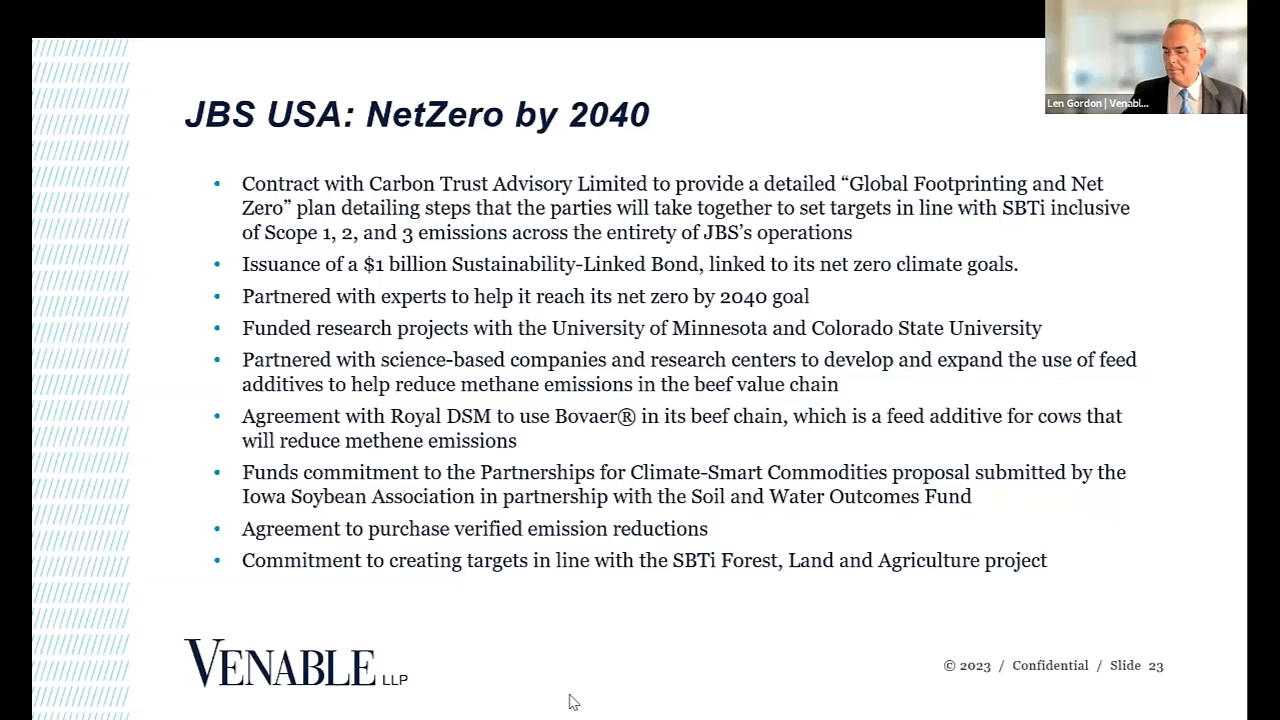 Len Gordon | Venabl...
JBS USA: NetZero by 2040
• Contract with Carbon Trust Advisory Limited to provide a detailed “Global Footprinting and Net
Zero” plan detailing steps that the parties will take together to set targets in line with SBTi inclusive
of Scope 1, 2, and 3 emissions across the entirety of JBS’s operations
• Issuance of a $1 billion Sustainability-Linked Bond, linked to its net zero climate goals.
• Partnered with experts to help it reach its net zero by 2040 goal
• Funded research projects with the University of Minnesota and Colorado State University
• Partnered with science-based companies and research centers to develop and expand the use of feed
additives to help reduce methane emissions in the beef value chain
• Agreement with Royal DSM to use Bovaer® in its beef chain, which is a feed additive for cows that
will reduce methene emissions
• Funds commitment to the Partnerships for Climate-Smart Commodities proposal submitted by the
Iowa Soybean Association in partnership with the Soil and Water Outcomes Fund
• Agreement to purchase verified emission reductions
• Commitment to creating targets in line with the SBTi Forest, Land and Agriculture project
VENABLE LLP
© 2023 / Confidential / Slide 23